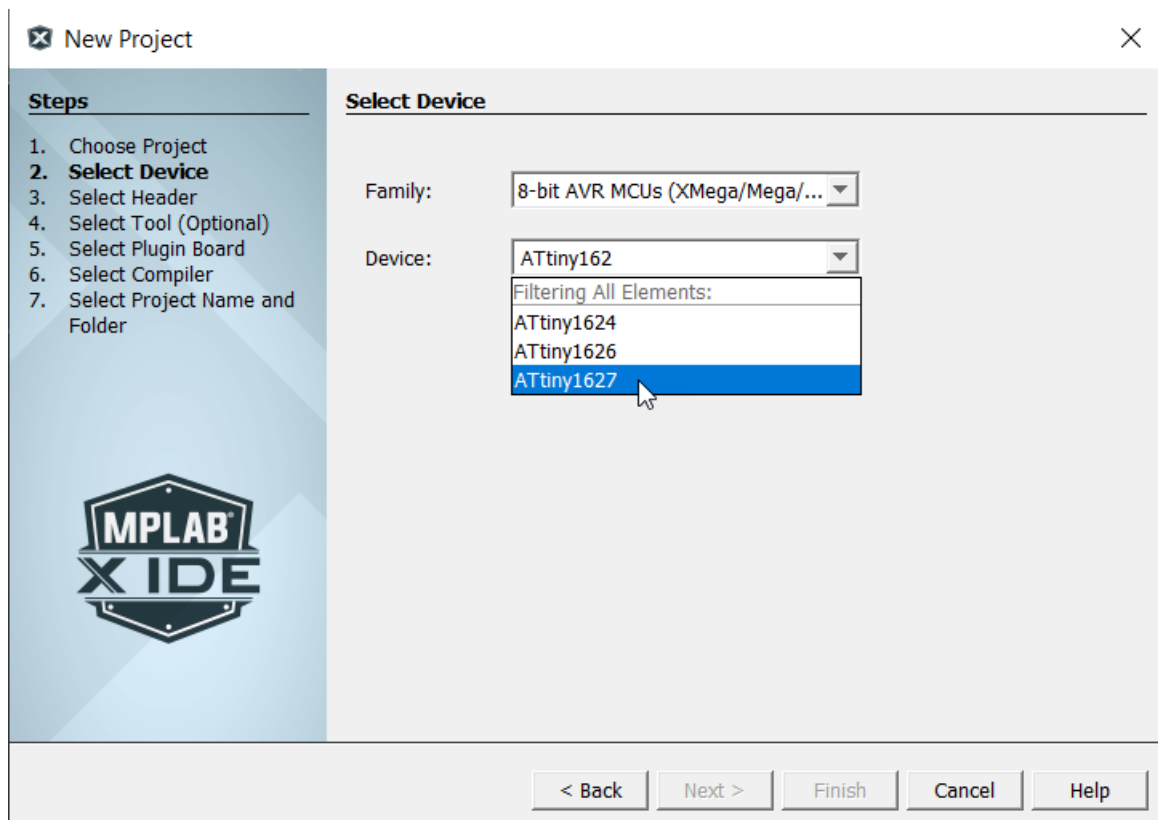 New Project
Steps
1. Choose Project
2. Select Device
3. Select Header
4. Select Tool (Optional)
5. Select Plugin Board
6. Select Compiler
7. Select Project Name and
Folder
MPLAB®
X IDE
Select Device
Family: 8-bit AVR MCUs (XMega/Mega/...
Device: ATtiny162
Filtering All Elements:
ATtiny1624
ATtiny1626
ATtiny1627
< Back Next > Finish Cancel Help